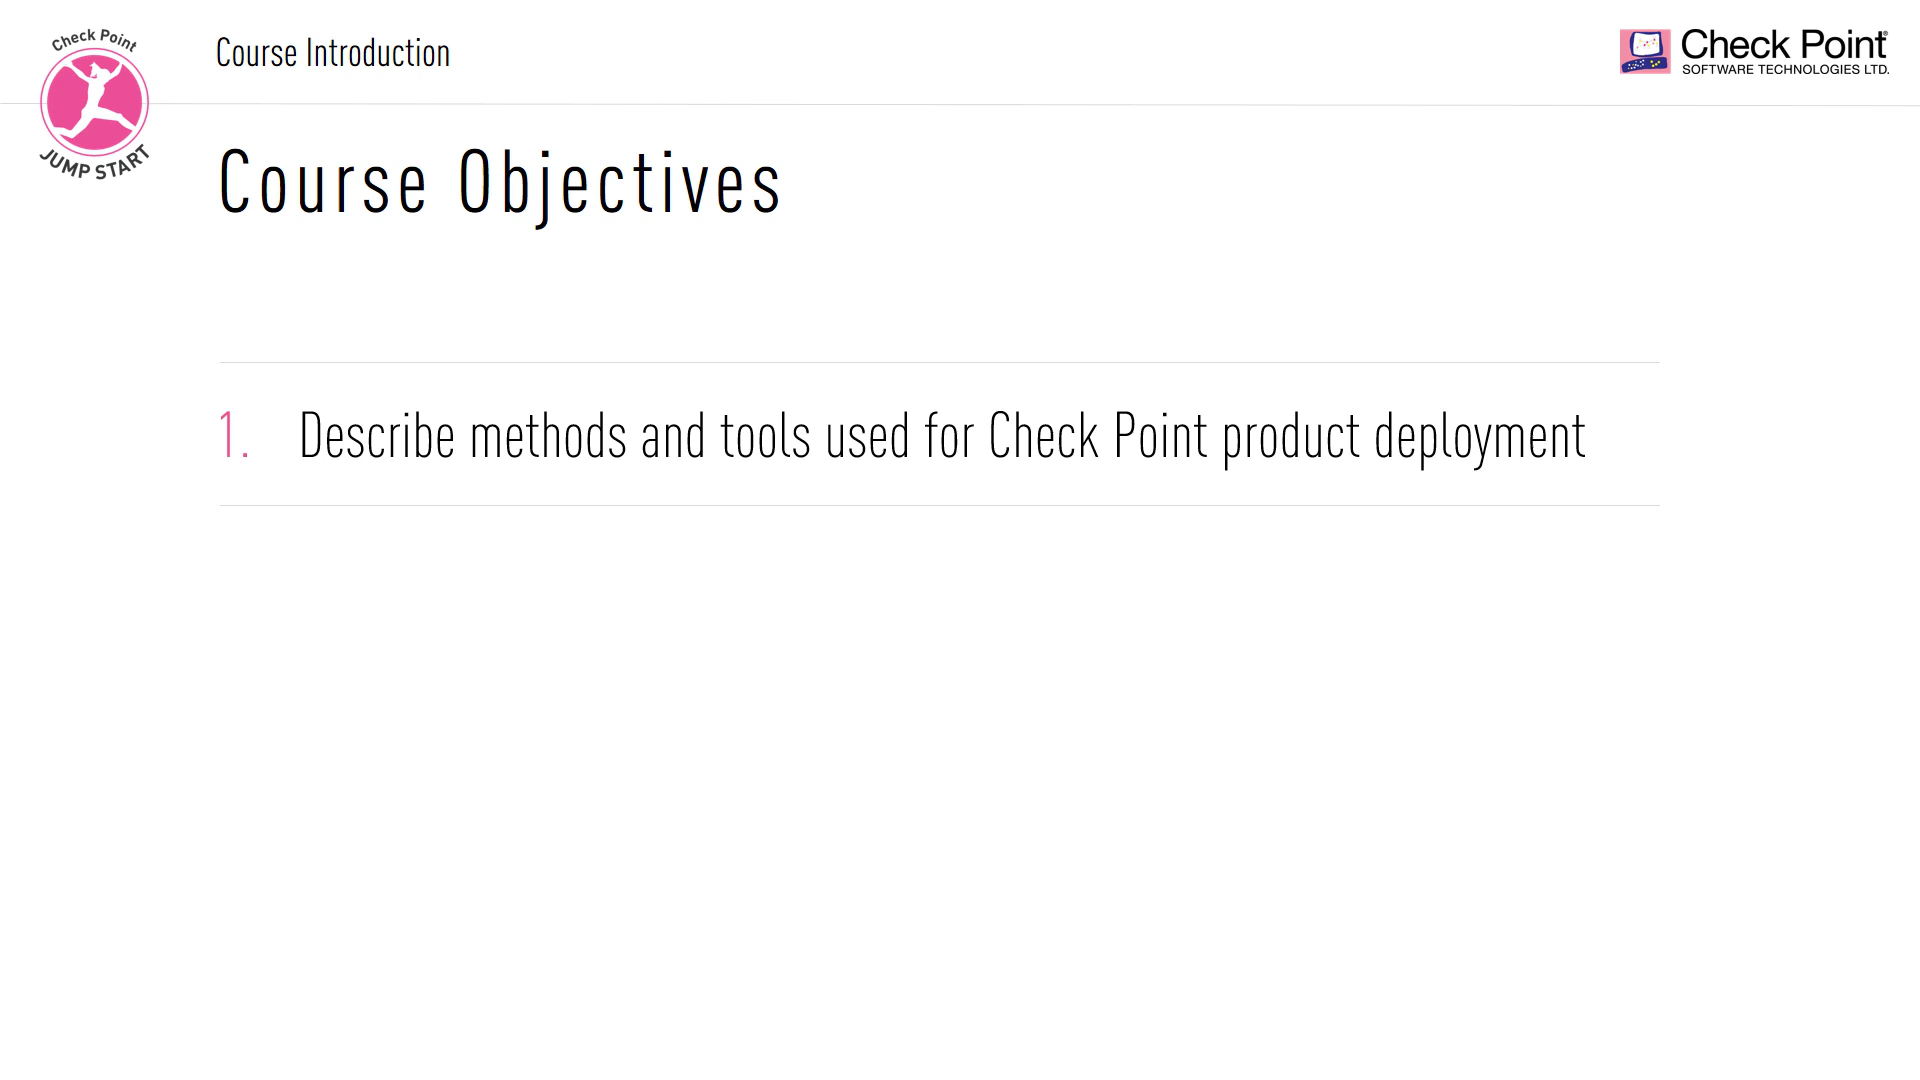 Check Point
JUMP START
Course Introduction
Check Point®
SOFTWARE TECHNOLOGIES LTD.
Course Objectives
1. Describe methods and tools used for Check Point product deployment